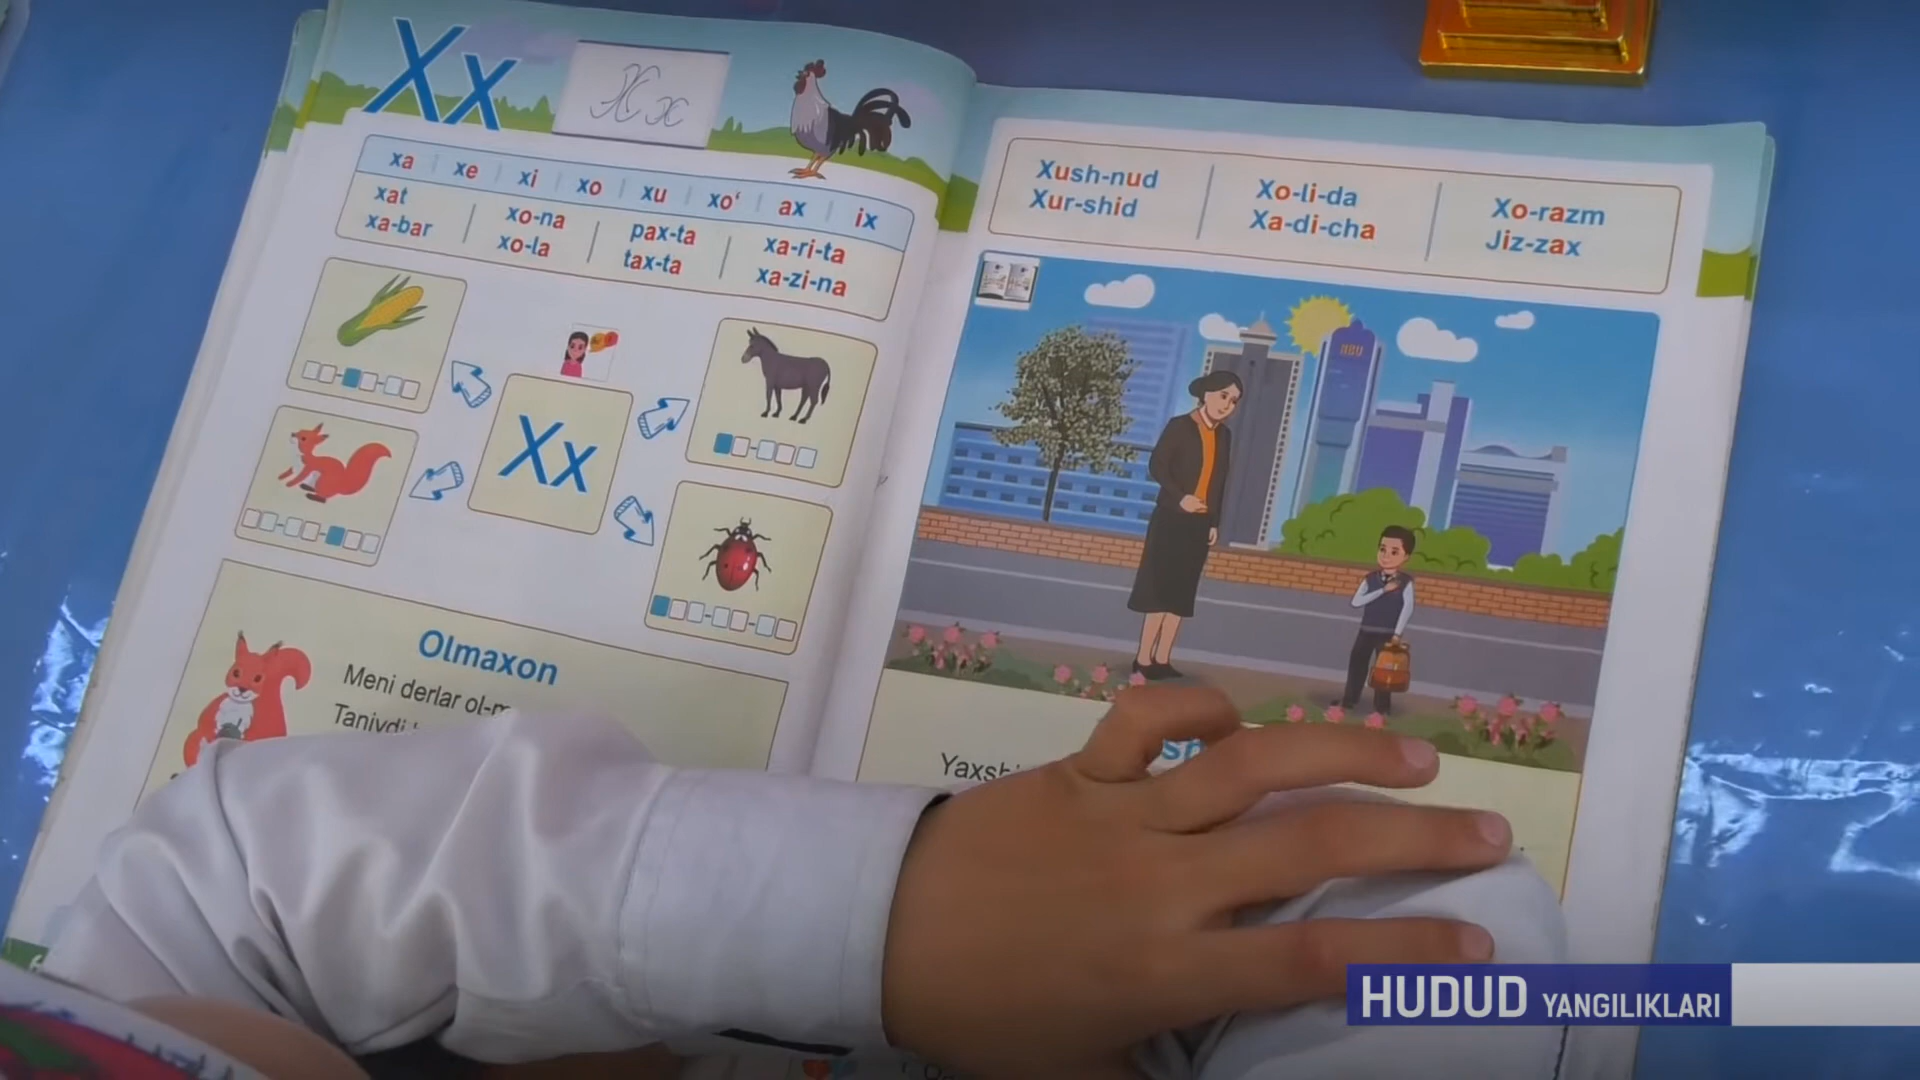 Xx
Xx
xa xe xi xo xu xoʻ ax ix
xat
xa-bar
xo-na
xo-la
pax-ta
tax-ta
xa-ri-ta
xa-zi-na
Xx
Olmaxon
Meni derlar
Xush-nud
Xur-shid
Xo-li-da
Xa-di-cha
Xo-razm
Jiz-zax
NBU
HUDUD YANGILIKLARI